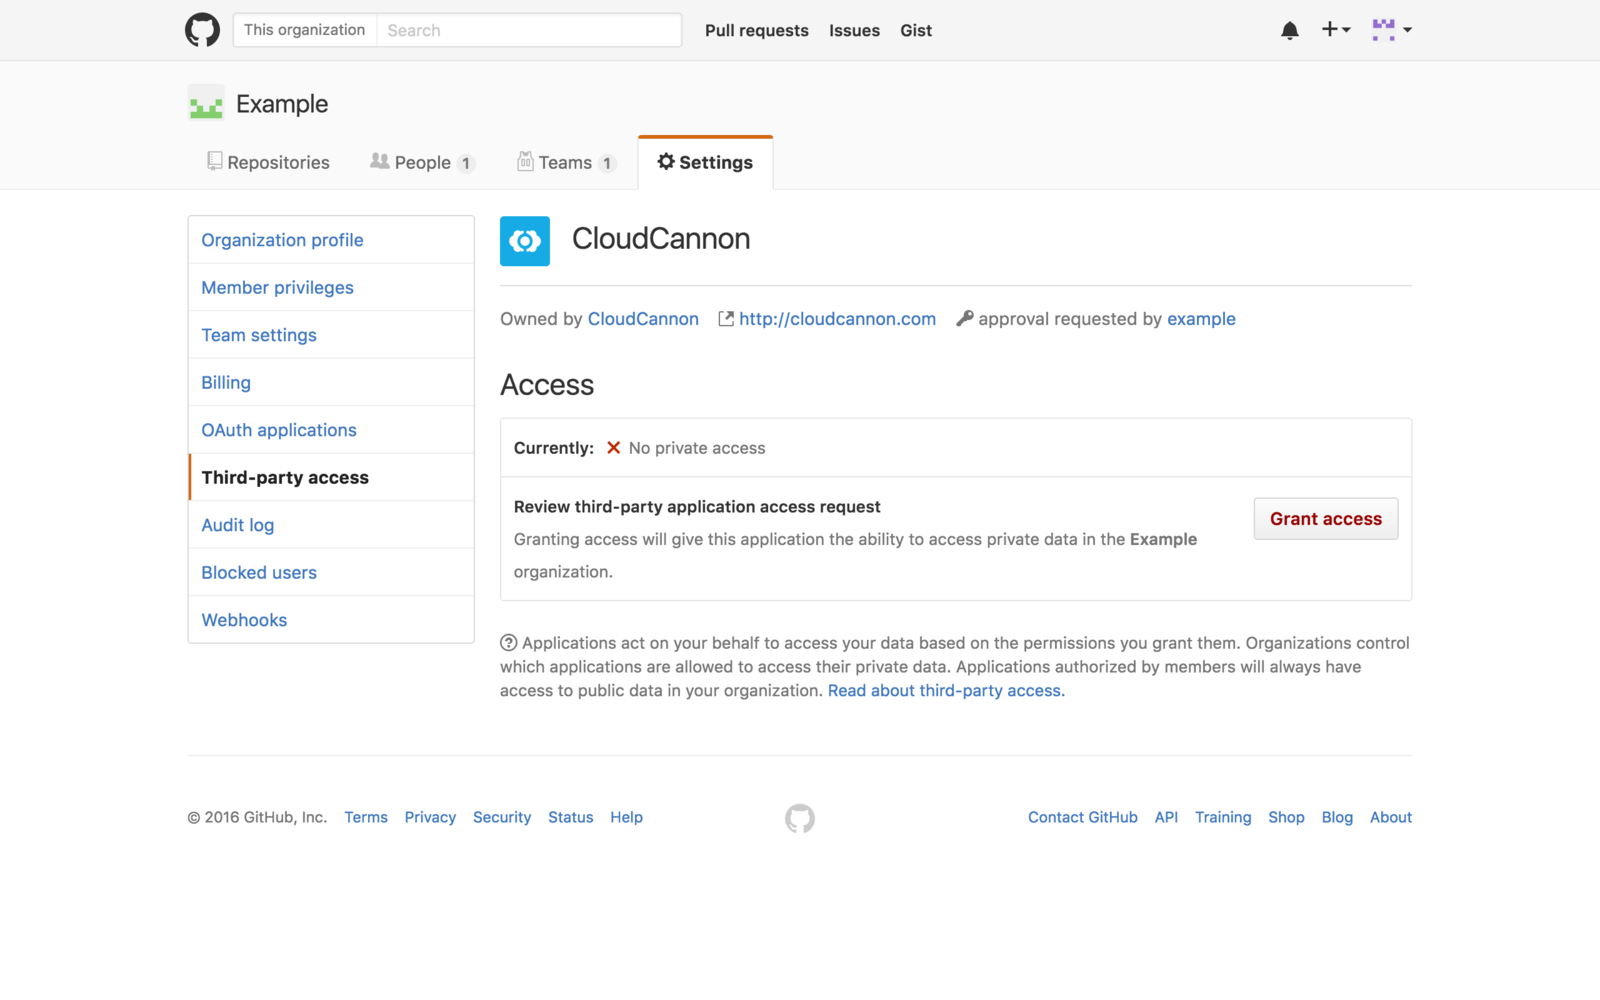 This organization Search Pull requests Issues Gist
Example
Repositories People 1 Teams 1 Settings
Organization profile
Member privileges
Team settings
Billing
OAuth applications
Third-party access
Audit log
Blocked users
Webhooks
CloudCannon
Owned by CloudCannon http://cloudcannon.com approval requested by example
Access
Currently: No private access
Review third-party application access request
Granting access will give this application the ability to access private data in the Example
organization.
Grant access
Applications act on your behalf to access your data based on the permissions you grant them. Organizations control
which applications are allowed to access their private data. Applications authorized by members will always have
access to public data in your organization. Read about third-party access.
© 2016 GitHub, Inc. Terms Privacy Security Status Help Contact GitHub API Training Shop Blog About